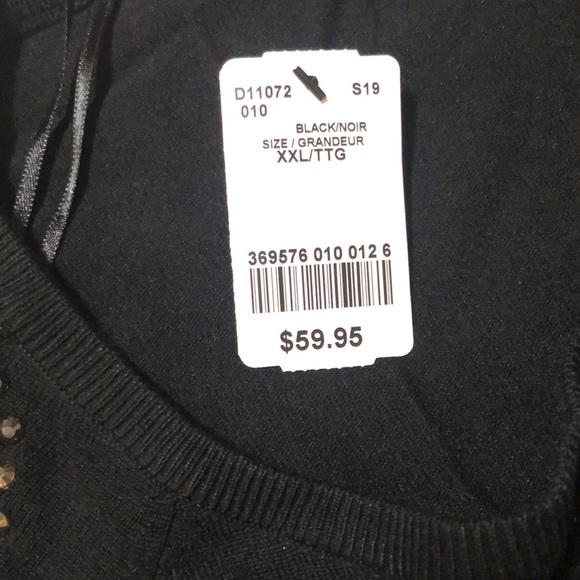 D11072 S19
010
BLACK/NOIR
SIZE / GRANDEUR
XXL/TTG
369576 010 012 6
$59.95